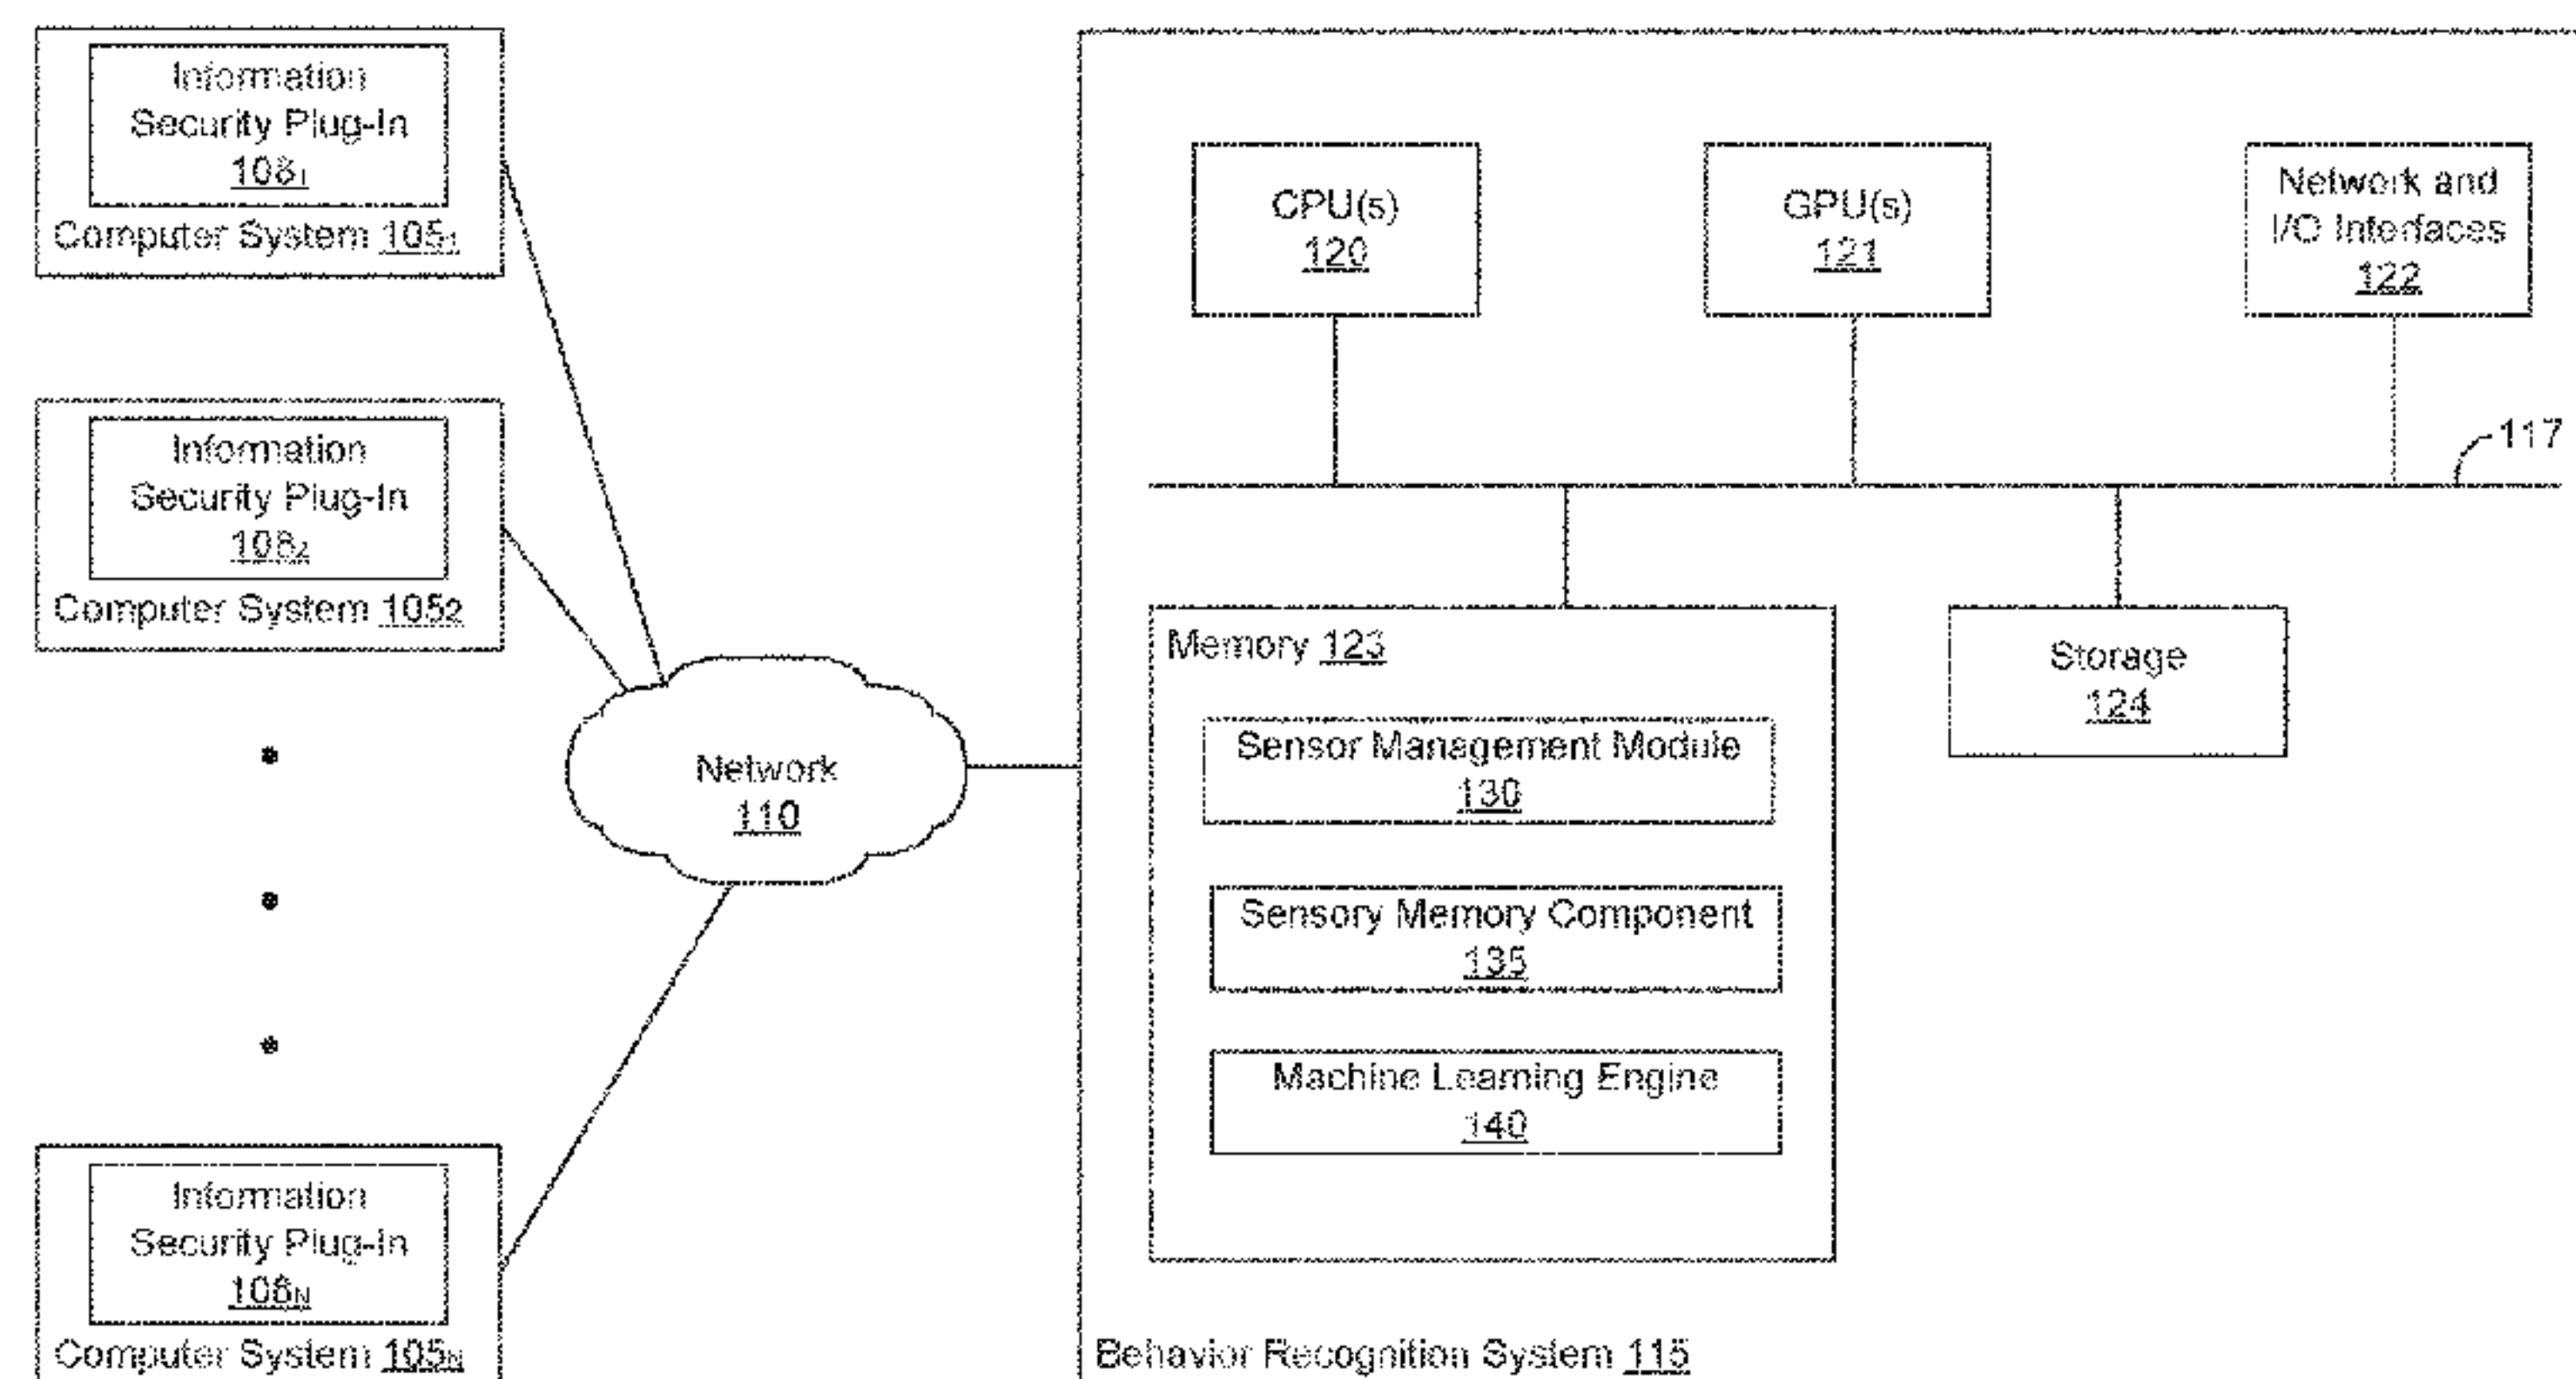 Information
Security Plug-In
108₁
Computer System 105₁
Information
Security Plug-In
108₂
Computer System 105₂
Information
Security Plug-In
108N
Computer System 105N
Network
110
CPU(s)
120
GPU(s)
121
Network and
I/O Interfaces
122
117
Memory 123
Sensor Management Module
130
Sensory Memory Component
135
Machine Learning Engine
140
Storage
124
Behavior Recognition System 115